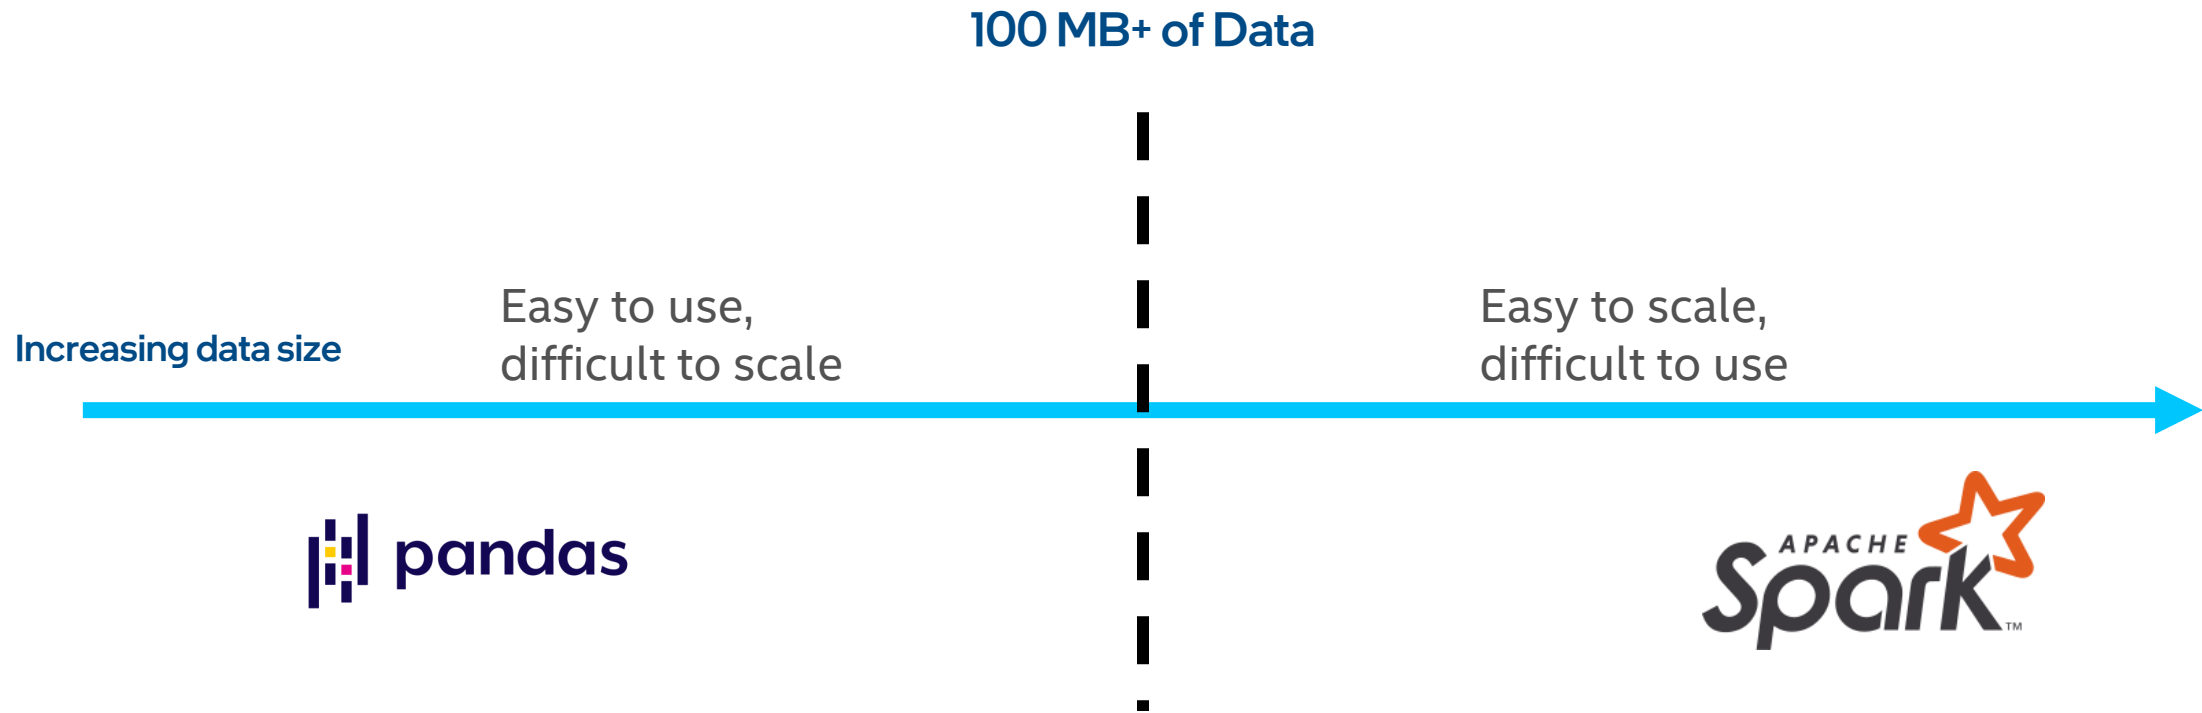 100 MB+ of Data
Easy to use,
difficult to scale
Easy to scale,
difficult to use
Increasing data size
pandas
APACHE
Spark™